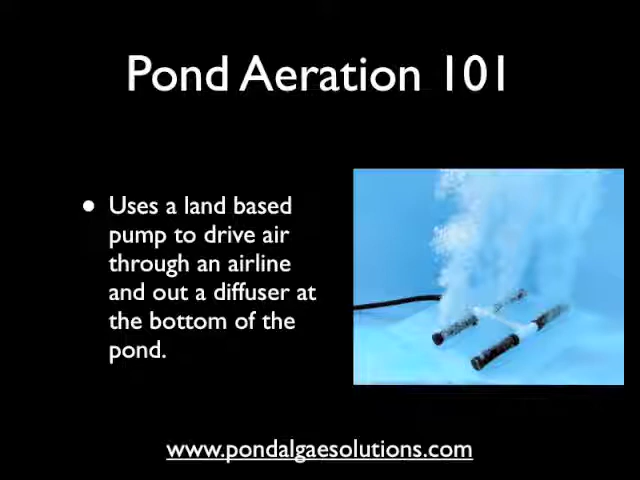 Pond Aeration 101
• Uses a land based
pump to drive air
through an airline
and out a diffuser at
the bottom of the
pond.
www.pondalgaesolutions.com